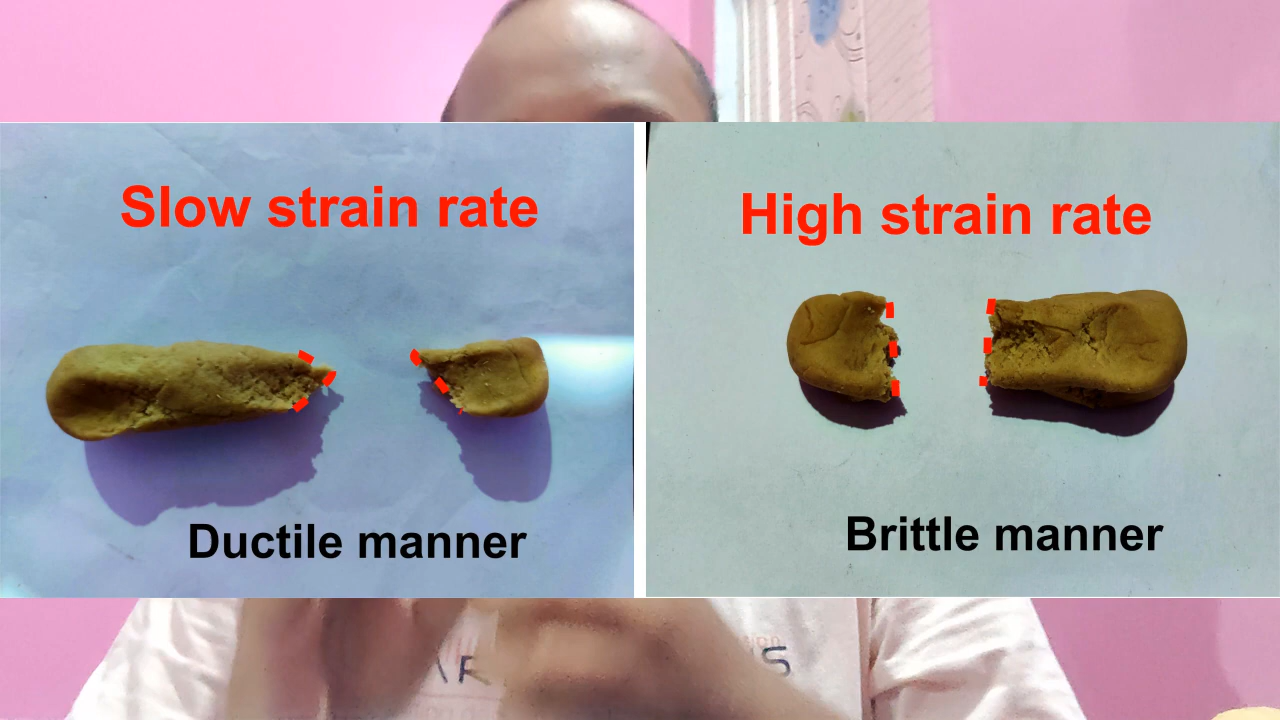 Slow strain rate
High strain rate
Ductile manner
Brittle manner